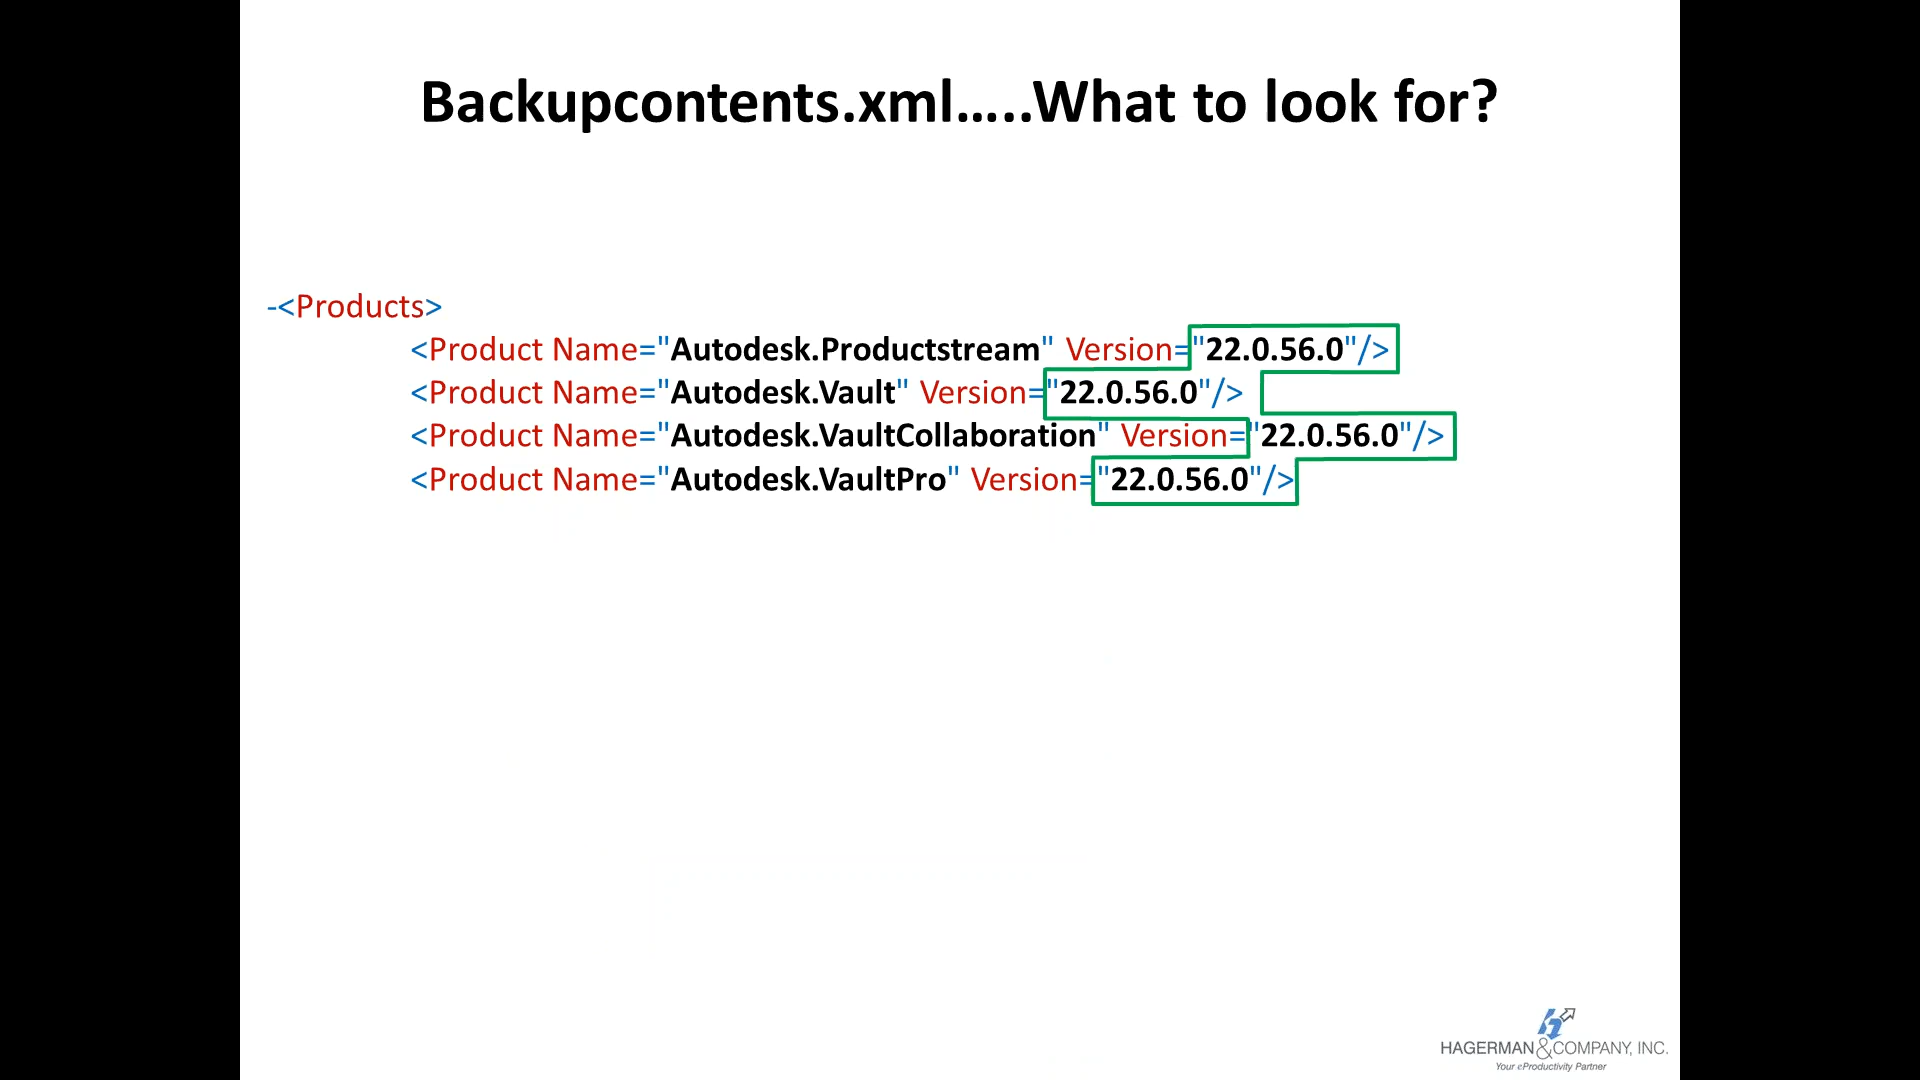 Backupcontents.xml…..What to look for?
-<Products>
<Product Name="Autodesk.Productstream" Version="22.0.56.0"/>
<Product Name="Autodesk.Vault" Version="22.0.56.0"/>
<Product Name="Autodesk.VaultCollaboration" Version="22.0.56.0"/>
<Product Name="Autodesk.VaultPro" Version="22.0.56.0"/>
HAGERMAN&COMPANY, INC.
Your eProductivity Partner